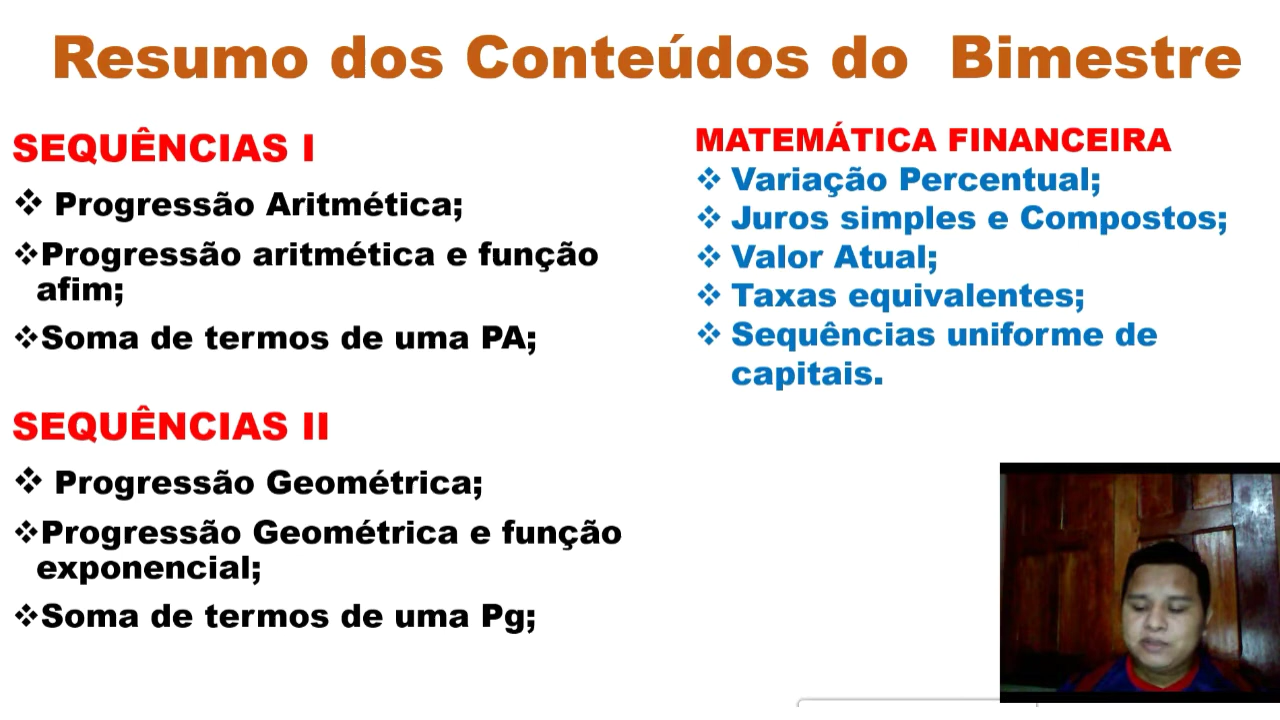 Resumo dos Conteúdos do Bimestre
SEQUÊNCIAS I
❖ Progressão Aritmética;
❖Progressão aritmética e função
afim;
❖Soma de termos de uma PA;
SEQUÊNCIAS II
❖ Progressão Geométrica;
❖Progressão Geométrica e função
exponencial;
❖Soma de termos de uma Pg;
MATEMÁTICA FINANCEIRA
❖ Variação Percentual;
❖ Juros simples e Compostos;
❖ Valor Atual;
❖ Taxas equivalentes;
❖ Sequências uniforme de
capitais.